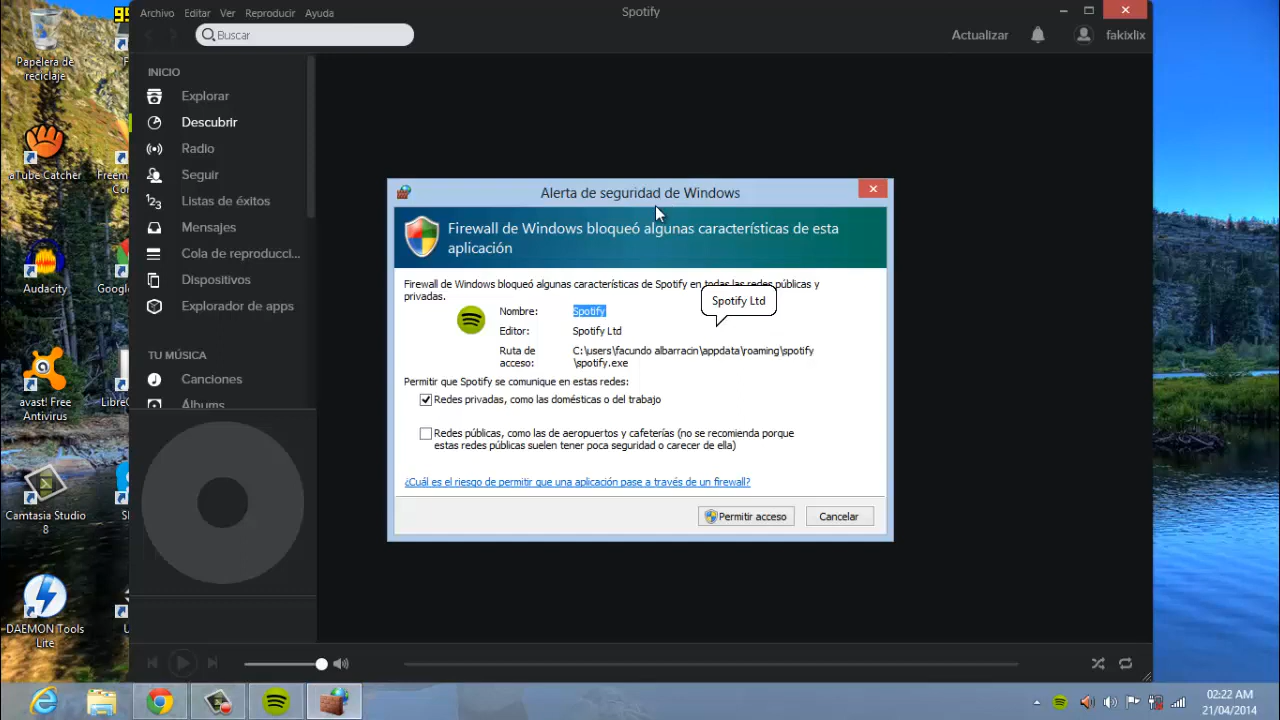 Archivo Editar Ver Reproducir Ayuda
Spotify
Buscar
Actualizar
fakixlix
INICIO
Explorar
Descubrir
Radio
Seguir
Listas de éxitos
Mensajes
Cola de reproducci...
Dispositivos
Explorador de apps
TU MÚSICA
Canciones
Álbums
Papelera de
reciclaje
aTube Catcher
Audacity
avast! Free
Antivirus
Camtasia Studio
8
DAEMON Tools
Lite
Alerta de seguridad de Windows
Firewall de Windows bloqueó algunas características de esta
aplicación
Firewall de Windows bloqueó algunas características de Spotify en todas las redes públicas y
privadas.
Nombre: Spotify
Spotify Ltd
Editor: Spotify Ltd
Ruta de C:\users\facundo albarracin\appdata\roaming\spotify
acceso: \spotify.exe
Permitir que Spotify se comunique en estas redes:
Redes privadas, como las domésticas o del trabajo
Redes públicas, como las de aeropuertos y cafeterías (no se recomienda porque
estas redes públicas suelen tener poca seguridad o carecer de ella)
¿Cuál es el riesgo de permitir que una aplicación pase a través de un firewall?
Permitir acceso Cancelar
02:22 AM
21/04/2014